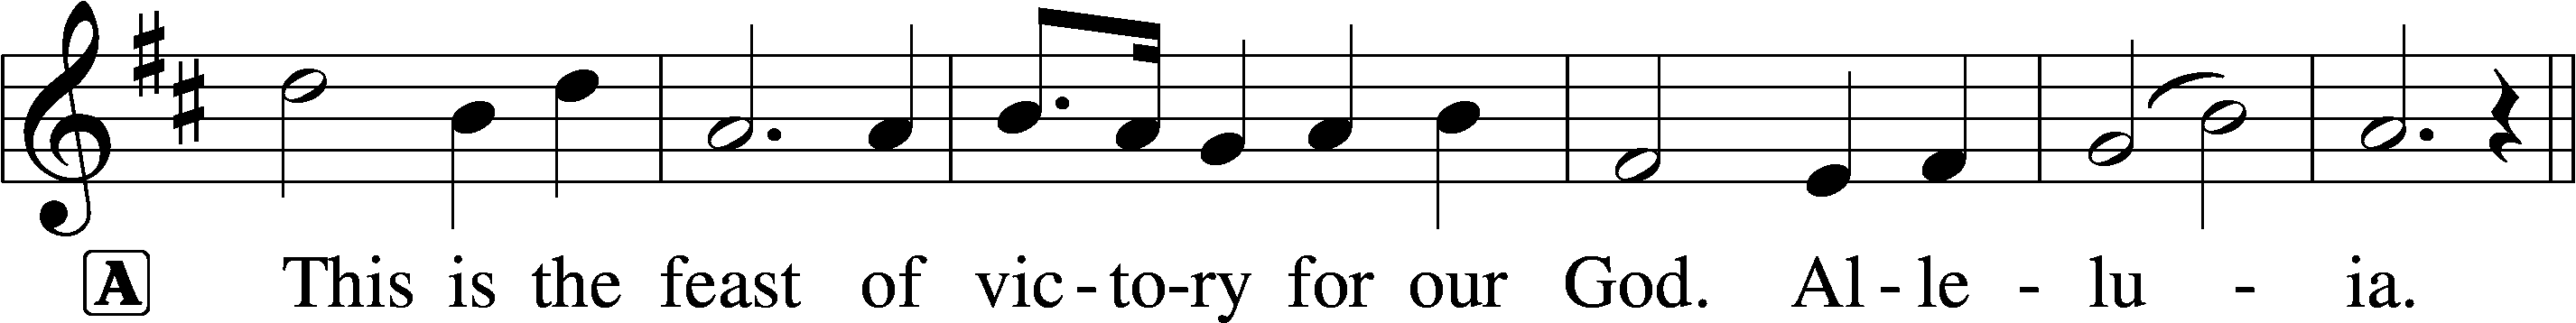 A This is the feast of vic-to-ry for our God. Al-le-lu-ia.